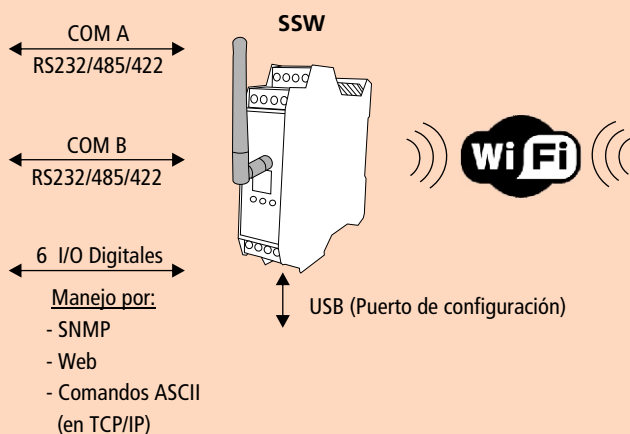 SSW
COM A
RS232/485/422
COM B
RS232/485/422
6 I/O Digitales
Manejo por:
- SNMP
- Web
- Comandos ASCII
(en TCP/IP)
USB (Puerto de configuración)
Wi Fi